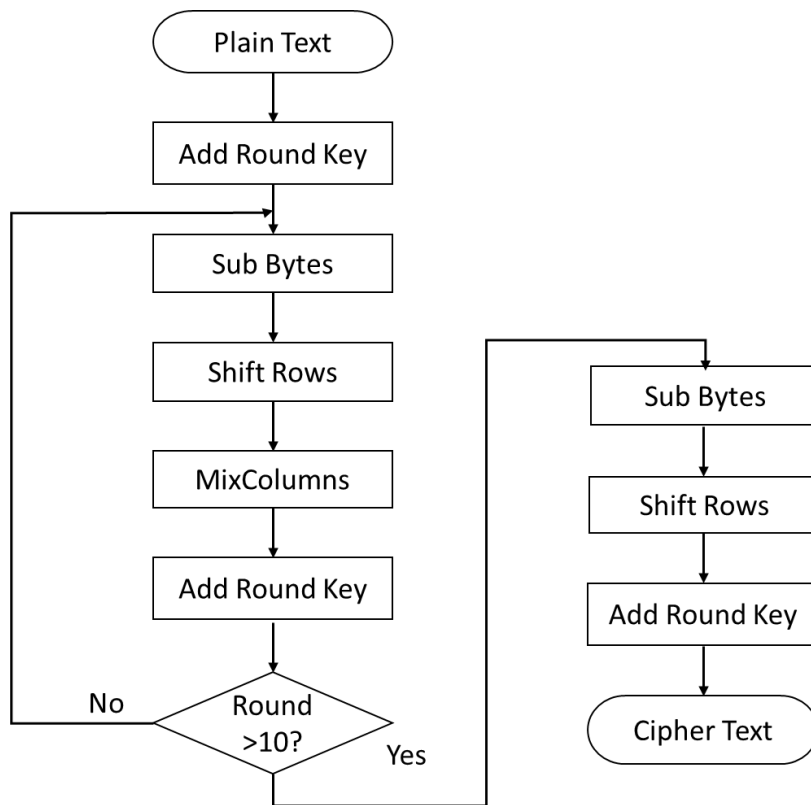 Plain Text
Add Round Key
Sub Bytes
Shift Rows
MixColumns
Add Round Key
Round
>10?
No
Yes
Sub Bytes
Shift Rows
Add Round Key
Cipher Text